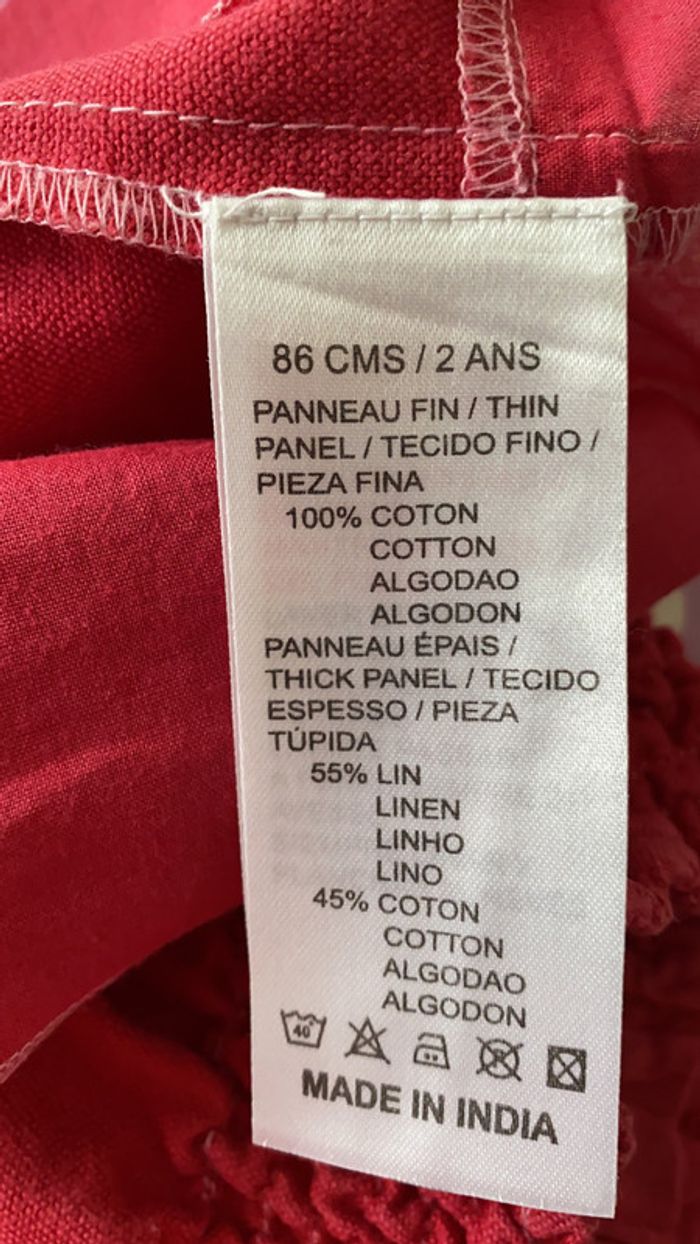 86 CMS / 2 ANS
PANNEAU FIN / THIN
PANEL / TECIDO FINO /
PIEZA FINA
100% COTON
COTTON
ALGODAO
ALGODON
PANNEAU ÉPAIS /
THICK PANEL / TECIDO
ESPESSO / PIEZA
TÚPIDA
55% LIN
LINEN
LINHO
LINO
45% COTON
COTTON
ALGODAO
ALGODON
40°
MADE IN INDIA